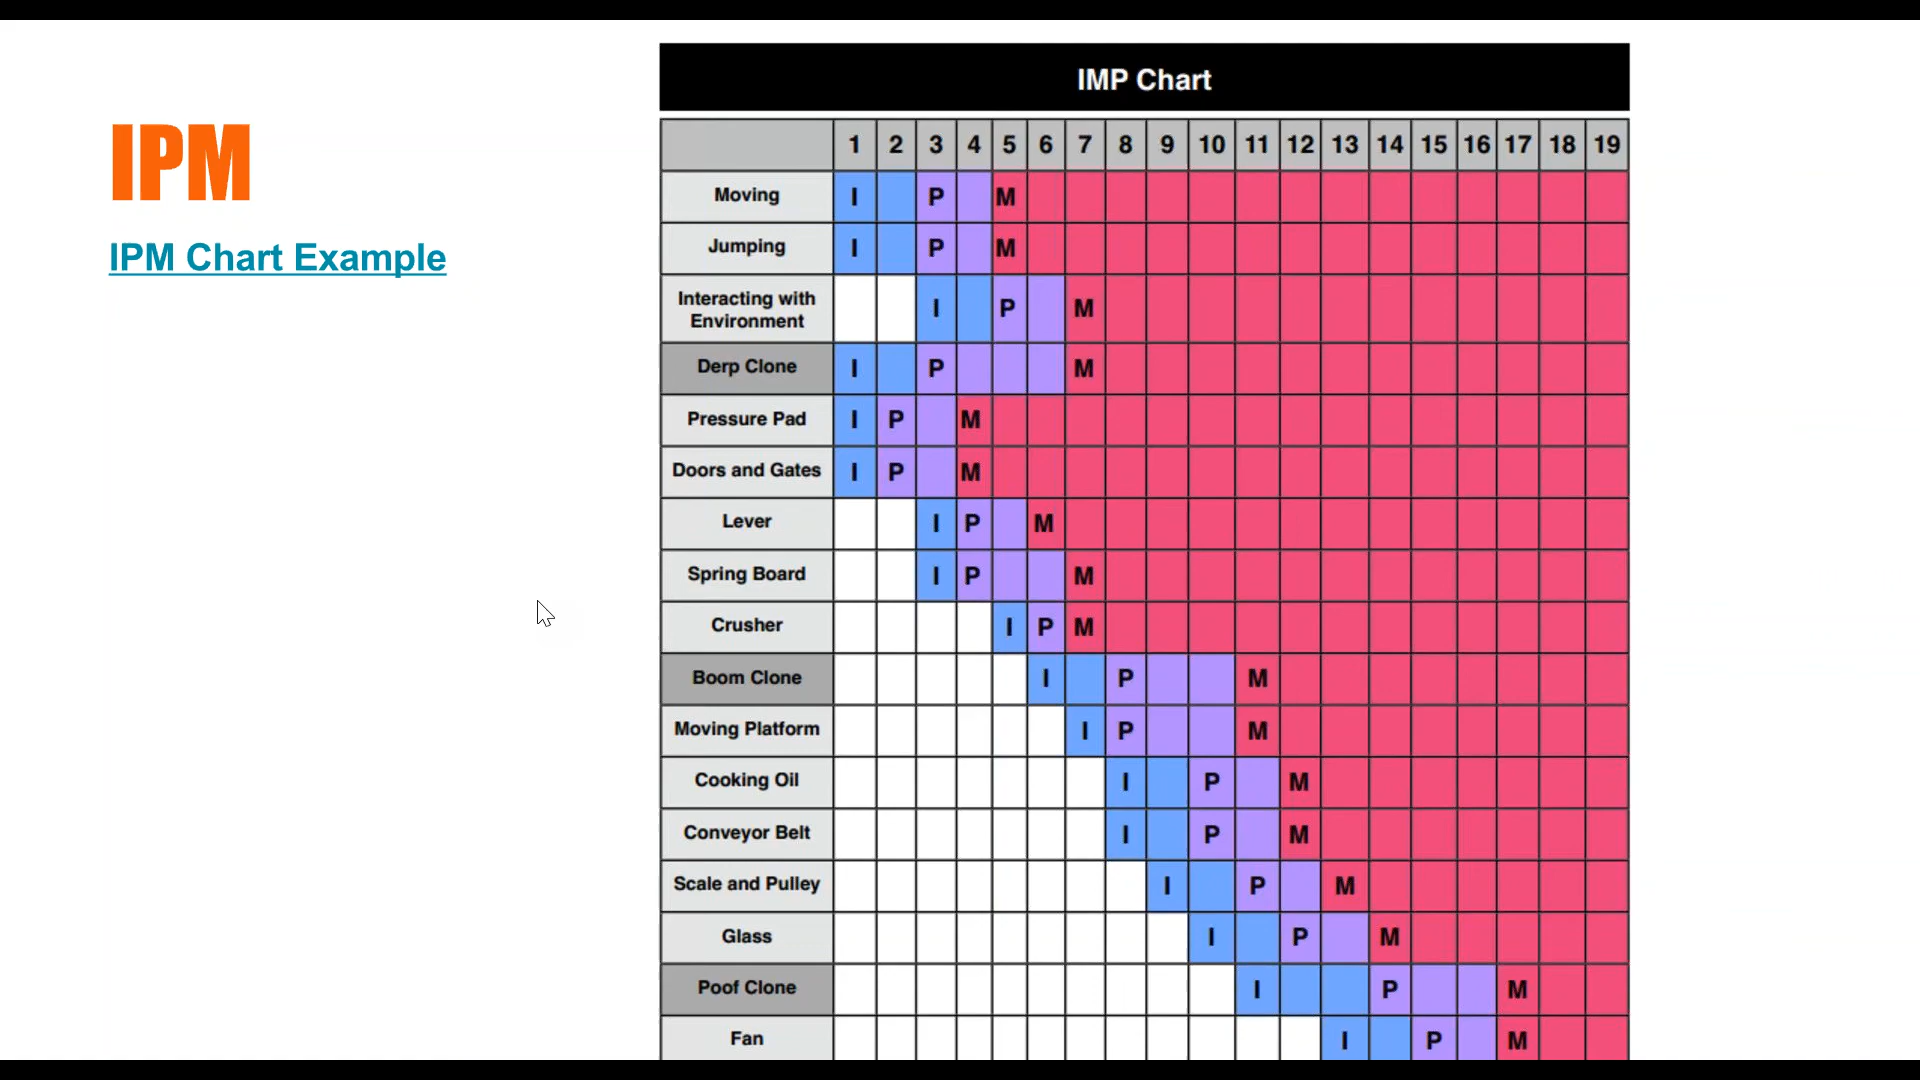 IPM
IPM Chart Example
IMP Chart
1 2 3 4 5 6 7 8 9 10 11 12 13 14 15 16 17 18 19
Moving I P M
Jumping I P M
Interacting with
Environment I P M
Derp Clone I P M
Pressure Pad I P M
Doors and Gates I P M
Lever I P M
Spring Board I P M
Crusher I P M
Boom Clone I P M
Moving Platform I P M
Cooking Oil I P M
Conveyor Belt I P M
Scale and Pulley I P M
Glass I P M
Poof Clone I P M
Fan I P M